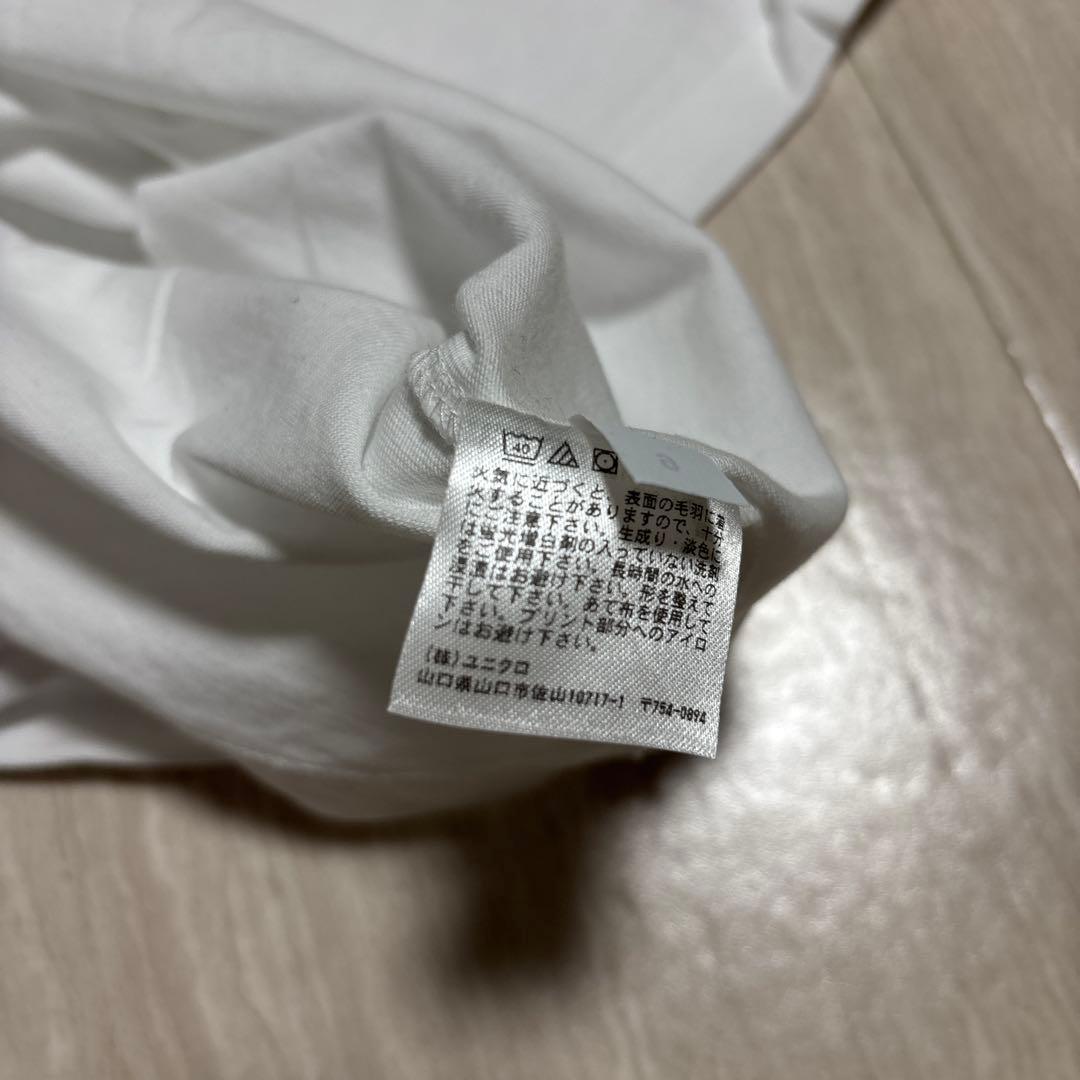 40
6
火気に近づくと、表面の毛羽に着
火することがありますので、十分
にご注意下さい。生成り・淡色に
は蛍光増白剤の入っていない洗剤
をご使用下さい。長時間の水への
浸漬はお避け下さい。形を整えて
干して下さい。あて布を使用して
下さい。プリント部分へのアイロ
ンはお避け下さい。
(株)ユニクロ
山口県山口市佐山10717-1 〒754-0894